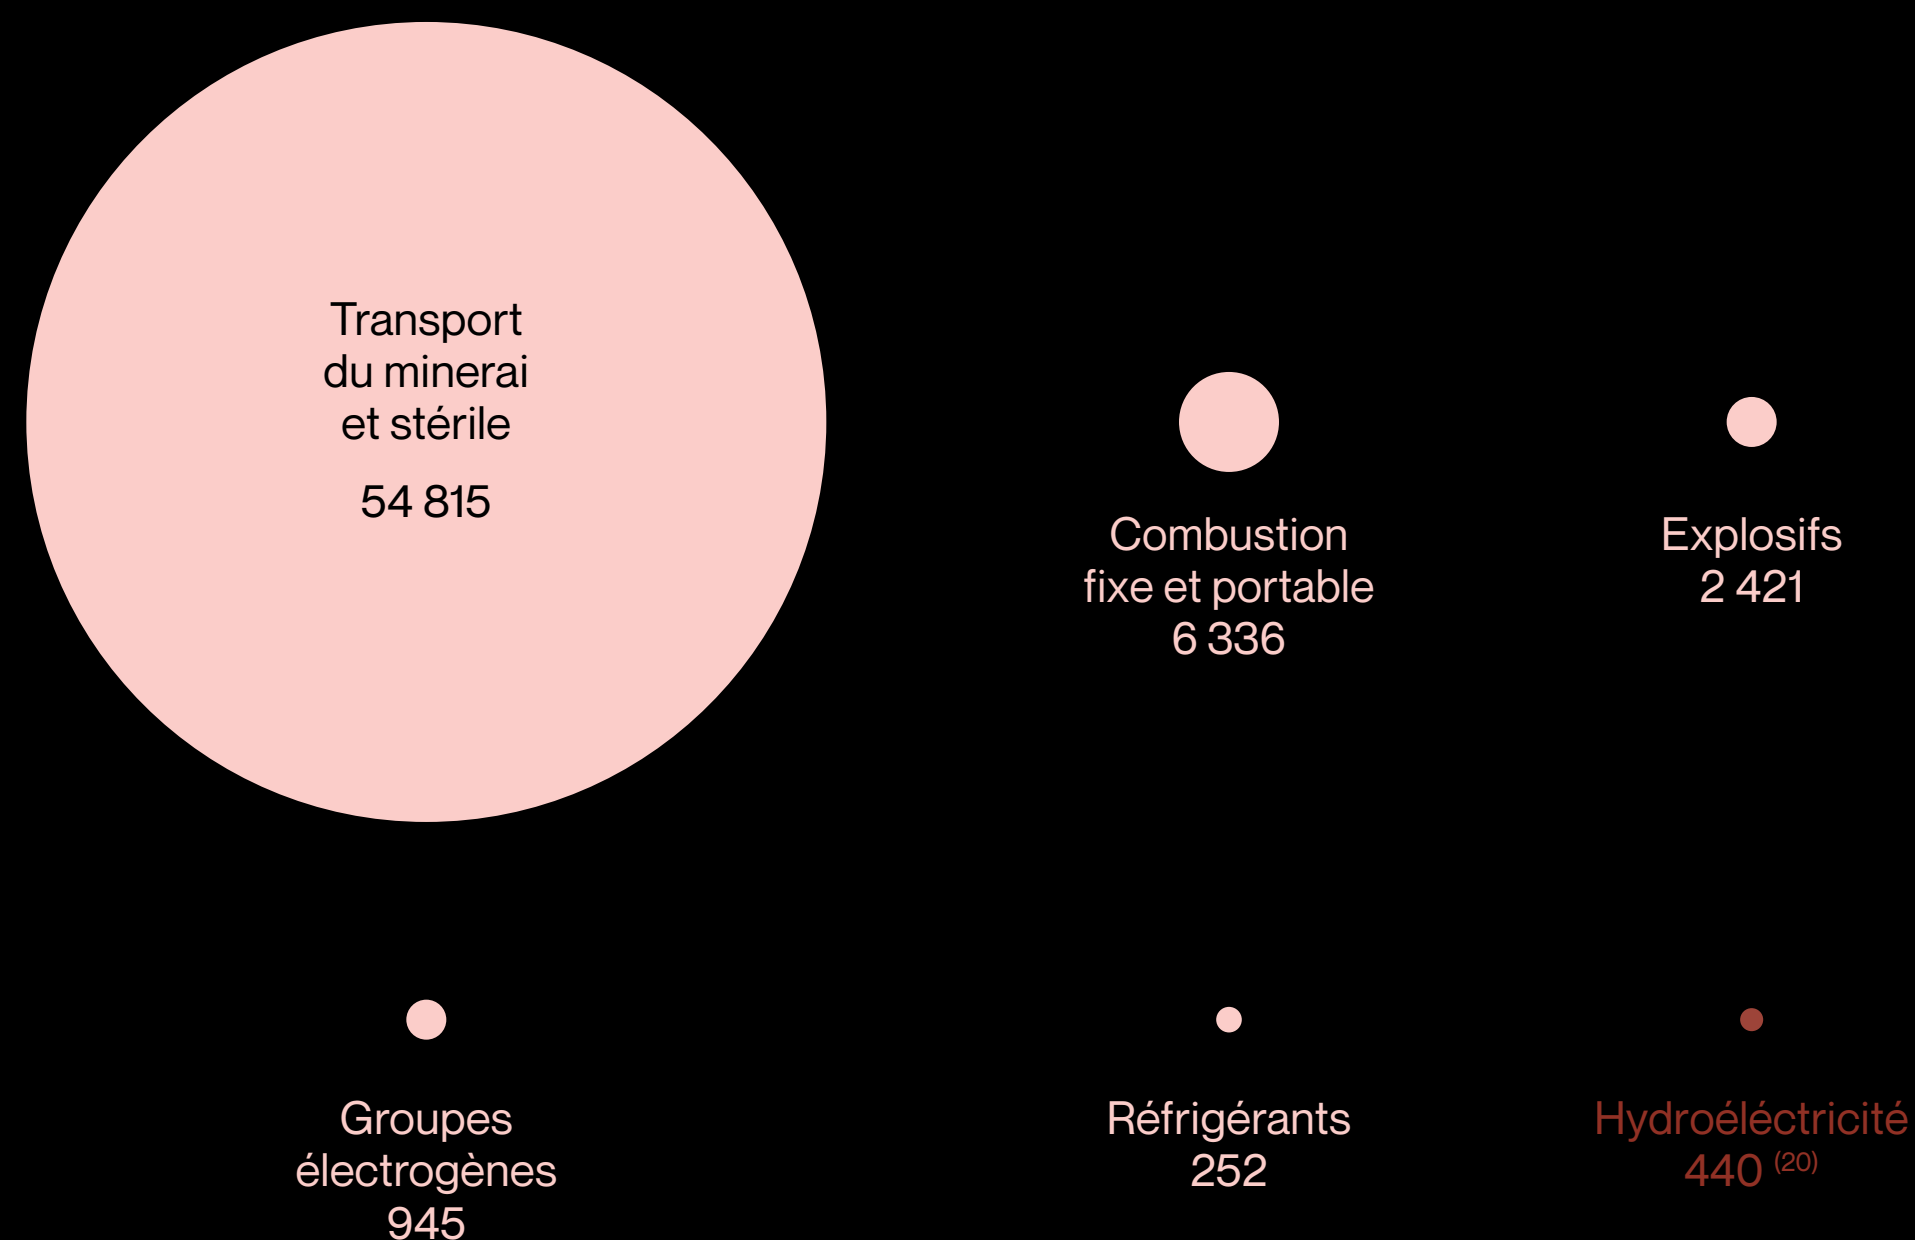 Transport
du minerai
et stérile
54 815
Combustion
fixe et portable
6 336
Explosifs
2 421
Groupes
électrogènes
945
Réfrigérants
252
Hydroéléctricité
440 (20)